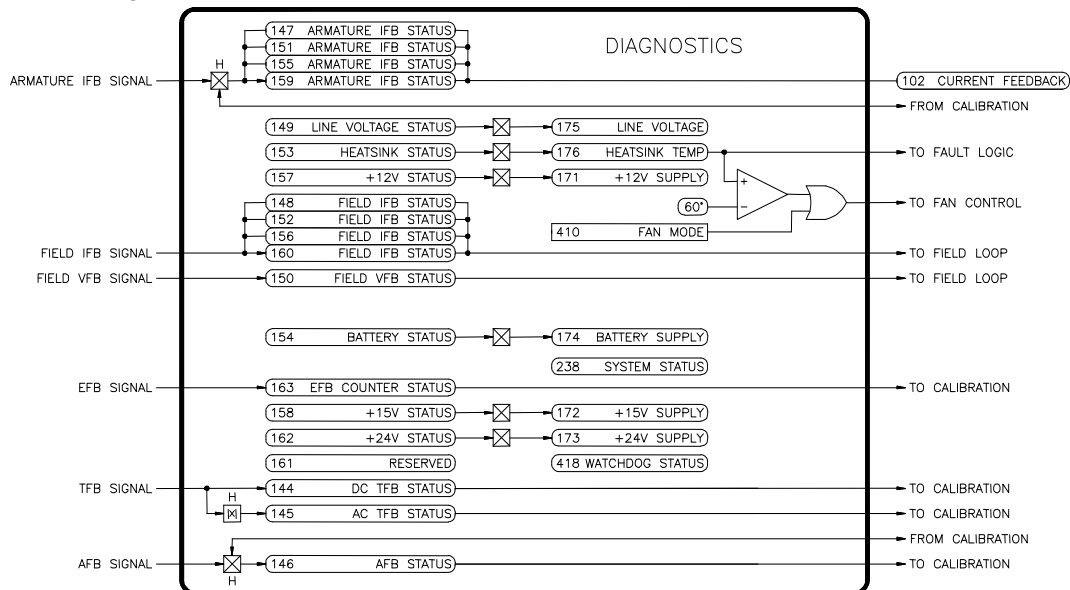 147 ARMATURE IFB STATUS
151 ARMATURE IFB STATUS
DIAGNOSTICS
155 ARMATURE IFB STATUS
H
ARMATURE IFB SIGNAL 159 ARMATURE IFB STATUS 102 CURRENT FEEDBACK
FROM CALIBRATION
149 LINE VOLTAGE STATUS 175 LINE VOLTAGE
153 HEATSINK STATUS 176 HEATSINK TEMP TO FAULT LOGIC
157 +12V STATUS 171 +12V SUPPLY +
148 FIELD IFB STATUS 60° - TO FAN CONTROL
152 FIELD IFB STATUS
156 FIELD IFB STATUS 410 FAN MODE
FIELD IFB SIGNAL 160 FIELD IFB STATUS TO FIELD LOOP
FIELD VFB SIGNAL 150 FIELD VFB STATUS TO FIELD LOOP
154 BATTERY STATUS 174 BATTERY SUPPLY
238 SYSTEM STATUS
EFB SIGNAL 163 EFB COUNTER STATUS TO CALIBRATION
158 +15V STATUS 172 +15V SUPPLY
162 +24V STATUS 173 +24V SUPPLY
161 RESERVED 418 WATCHDOG STATUS
TFB SIGNAL 144 DC TFB STATUS TO CALIBRATION
H
|X| 145 AC TFB STATUS TO CALIBRATION
FROM CALIBRATION
AFB SIGNAL 146 AFB STATUS TO CALIBRATION
H